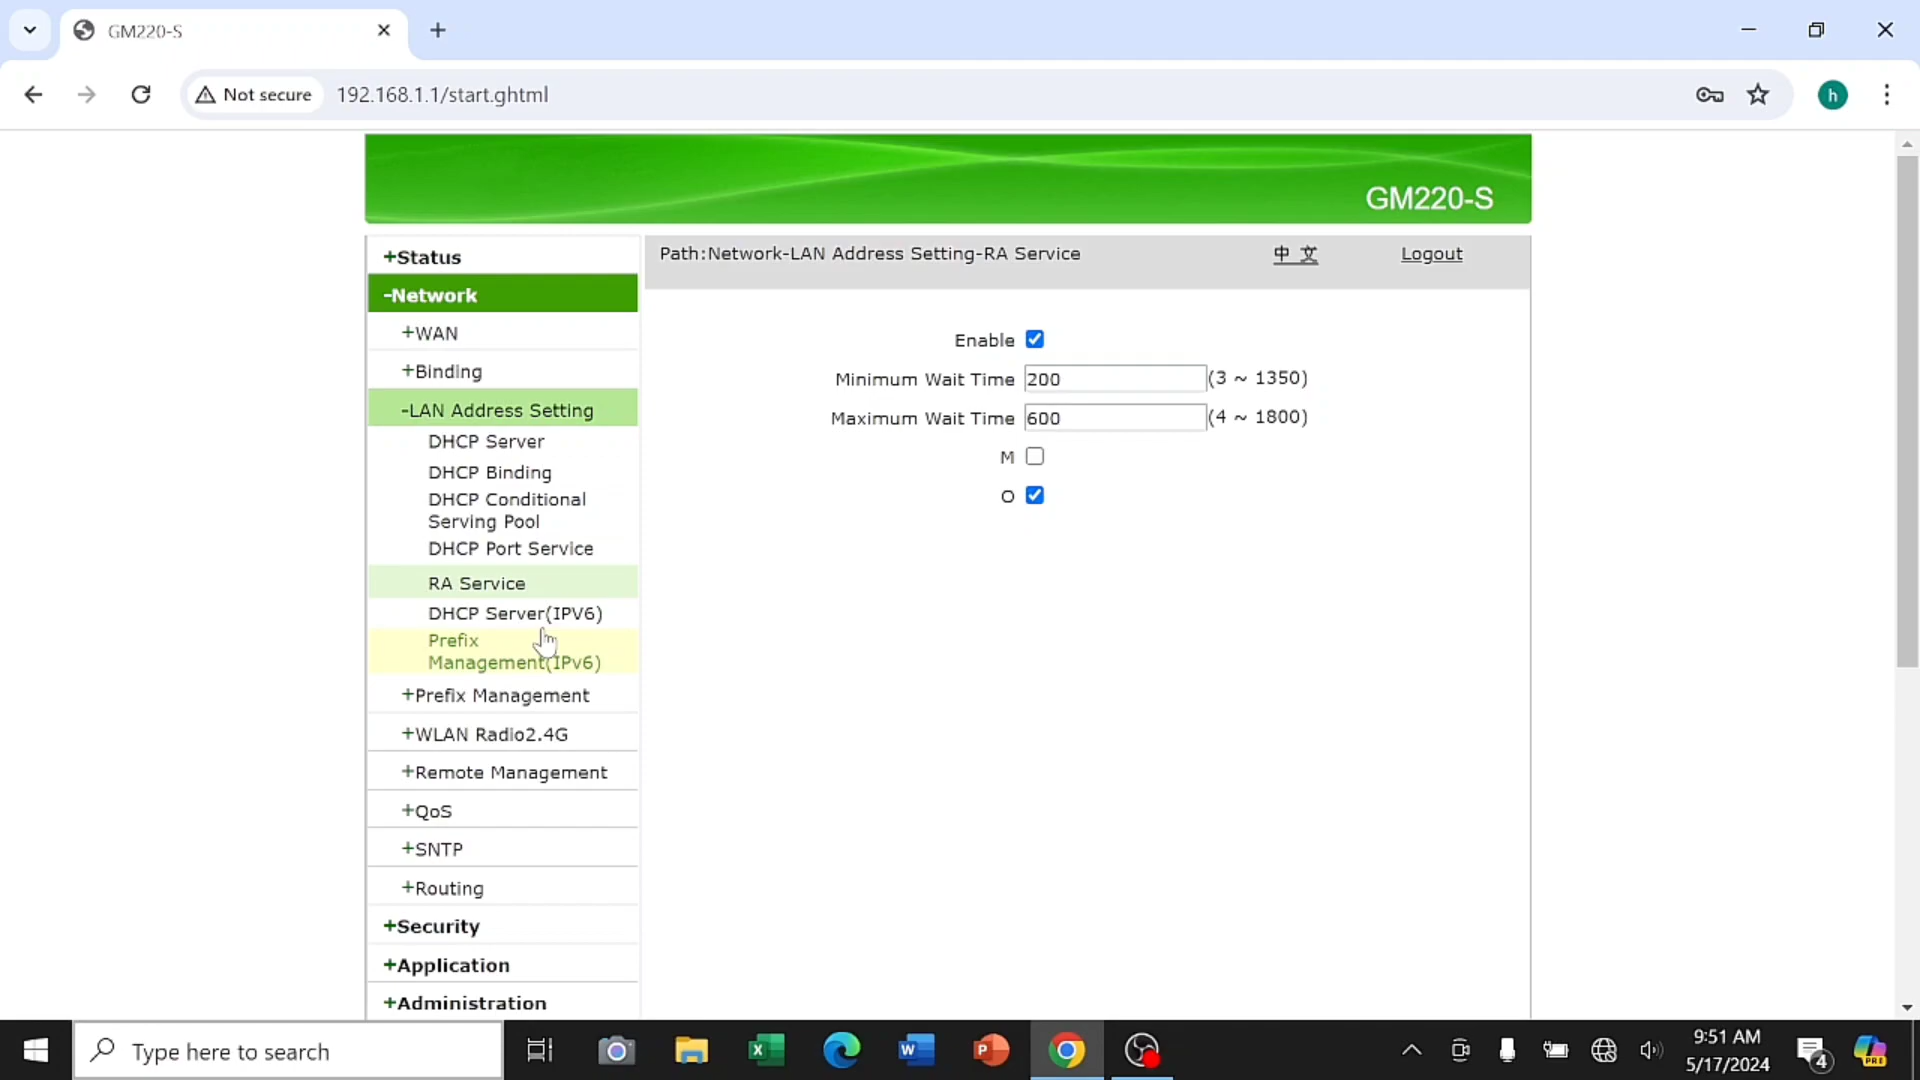 GM220-S
Not secure
192.168.1.1/start.ghtml
h
GM220-S
+Status
-Network
+WAN
+Binding
-LAN Address Setting
DHCP Server
DHCP Binding
DHCP Conditional
Serving Pool
DHCP Port Service
RA Service
DHCP Server(IPV6)
Prefix
Management(IPv6)
+Prefix Management
+WLAN Radio2.4G
+Remote Management
+QoS
+SNTP
+Routing
+Security
+Application
+Administration
Path:Network-LAN Address Setting-RA Service
中 文
Logout
Enable
Minimum Wait Time 200 (3 ~ 1350)
Maximum Wait Time 600 (4 ~ 1800)
M
O
Type here to search
9:51 AM
5/17/2024
4
PRE